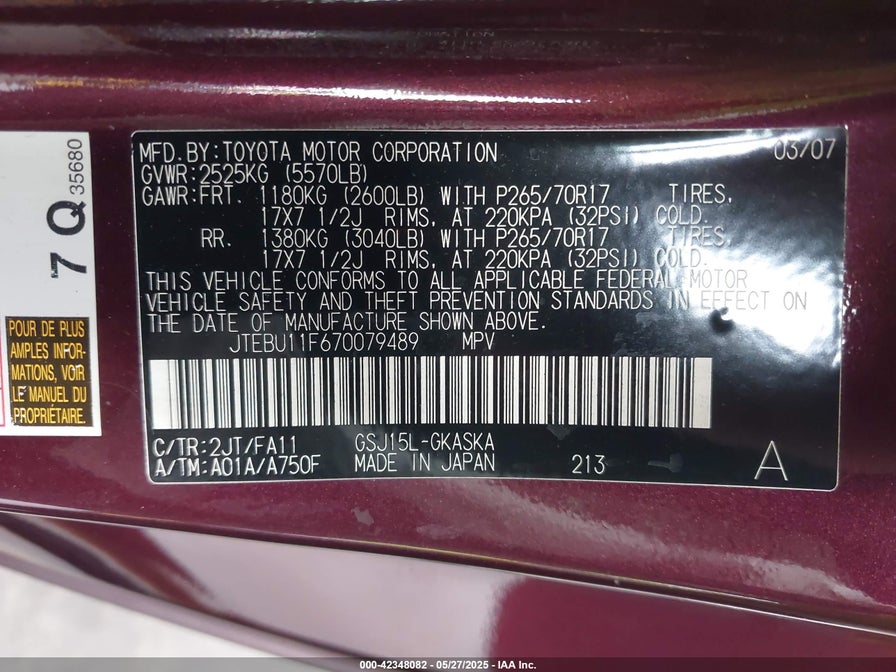 MFD.BY:TOYOTA MOTOR CORPORATION 03/07
GVWR:2525KG (5570LB)
GAWR:FRT. 1180KG (2600LB) WITH P265/70R17 TIRES,
17X7 1/2J RIMS, AT 220KPA (32PSI) COLD.
RR. 1380KG (3040LB) WITH P265/70R17 TIRES,
17X7 1/2J RIMS, AT 220KPA (32PSI) COLD.
THIS VEHICLE CONFORMS TO ALL APPLICABLE FEDERAL MOTOR
VEHICLE SAFETY AND THEFT PREVENTION STANDARDS IN EFFECT ON
THE DATE OF MANUFACTURE SHOWN ABOVE.
JTEBU11F670079489 MPV
C/TR:2JT/FA11 GSJ15L-GKASKA
A/TM:A01A/A750F MADE IN JAPAN 213 A
7 Q 35680
POUR DE PLUS
AMPLES INFOR-
MATIONS, VOIR
LE MANUEL DU
PROPRIÉTAIRE.
000-42348082 — 05/27/2025 — IAA Inc.